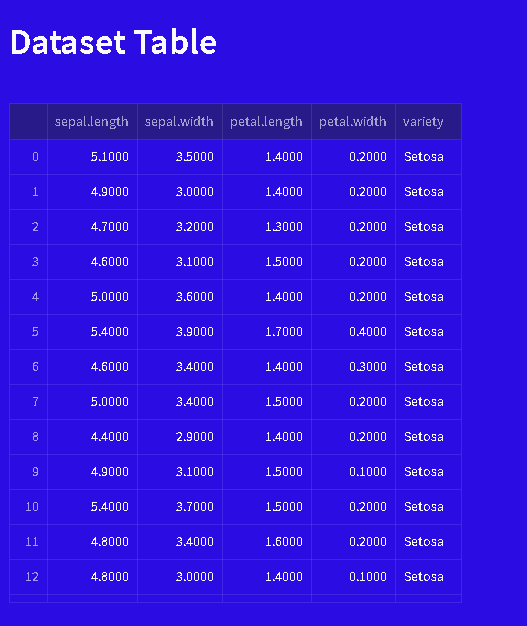 Dataset Table
sepal.length sepal.width petal.length petal.width variety
0 5.1000 3.5000 1.4000 0.2000 Setosa
1 4.9000 3.0000 1.4000 0.2000 Setosa
2 4.7000 3.2000 1.3000 0.2000 Setosa
3 4.6000 3.1000 1.5000 0.2000 Setosa
4 5.0000 3.6000 1.4000 0.2000 Setosa
5 5.4000 3.9000 1.7000 0.4000 Setosa
6 4.6000 3.4000 1.4000 0.3000 Setosa
7 5.0000 3.4000 1.5000 0.2000 Setosa
8 4.4000 2.9000 1.4000 0.2000 Setosa
9 4.9000 3.1000 1.5000 0.1000 Setosa
10 5.4000 3.7000 1.5000 0.2000 Setosa
11 4.8000 3.4000 1.6000 0.2000 Setosa
12 4.8000 3.0000 1.4000 0.1000 Setosa